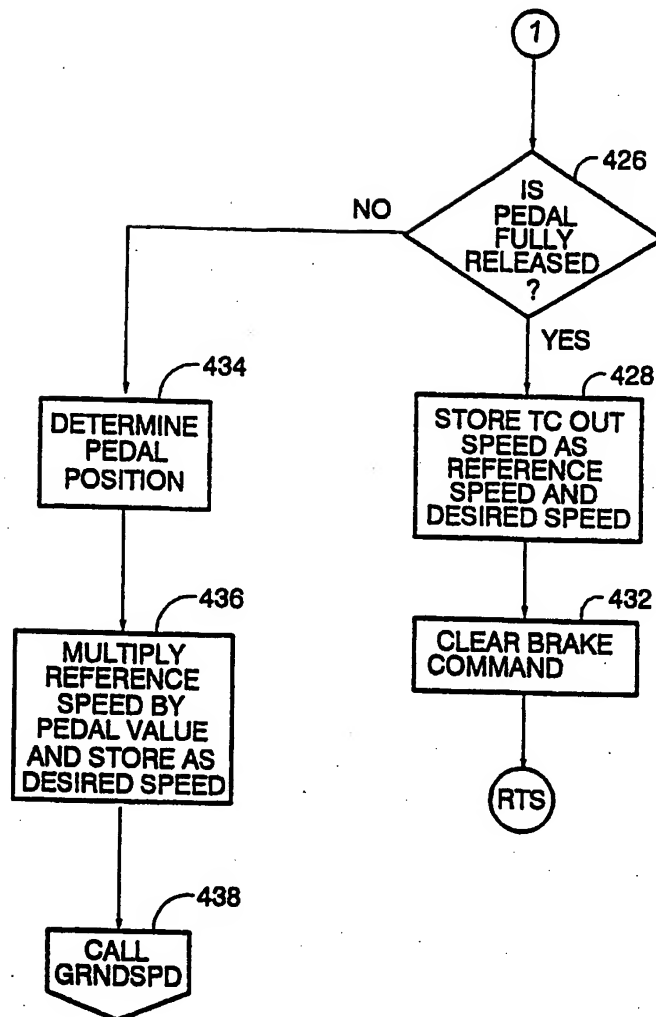 1
426
IS
PEDAL
FULLY
RELEASED
?
NO
YES
434
DETERMINE
PEDAL
POSITION
428
STORE TC OUT
SPEED AS
REFERENCE
SPEED AND
DESIRED SPEED
436
MULTIPLY
REFERENCE
SPEED BY
PEDAL VALUE
AND STORE AS
DESIRED SPEED
432
CLEAR BRAKE
COMMAND
RTS
438
CALL
GRNDSPD